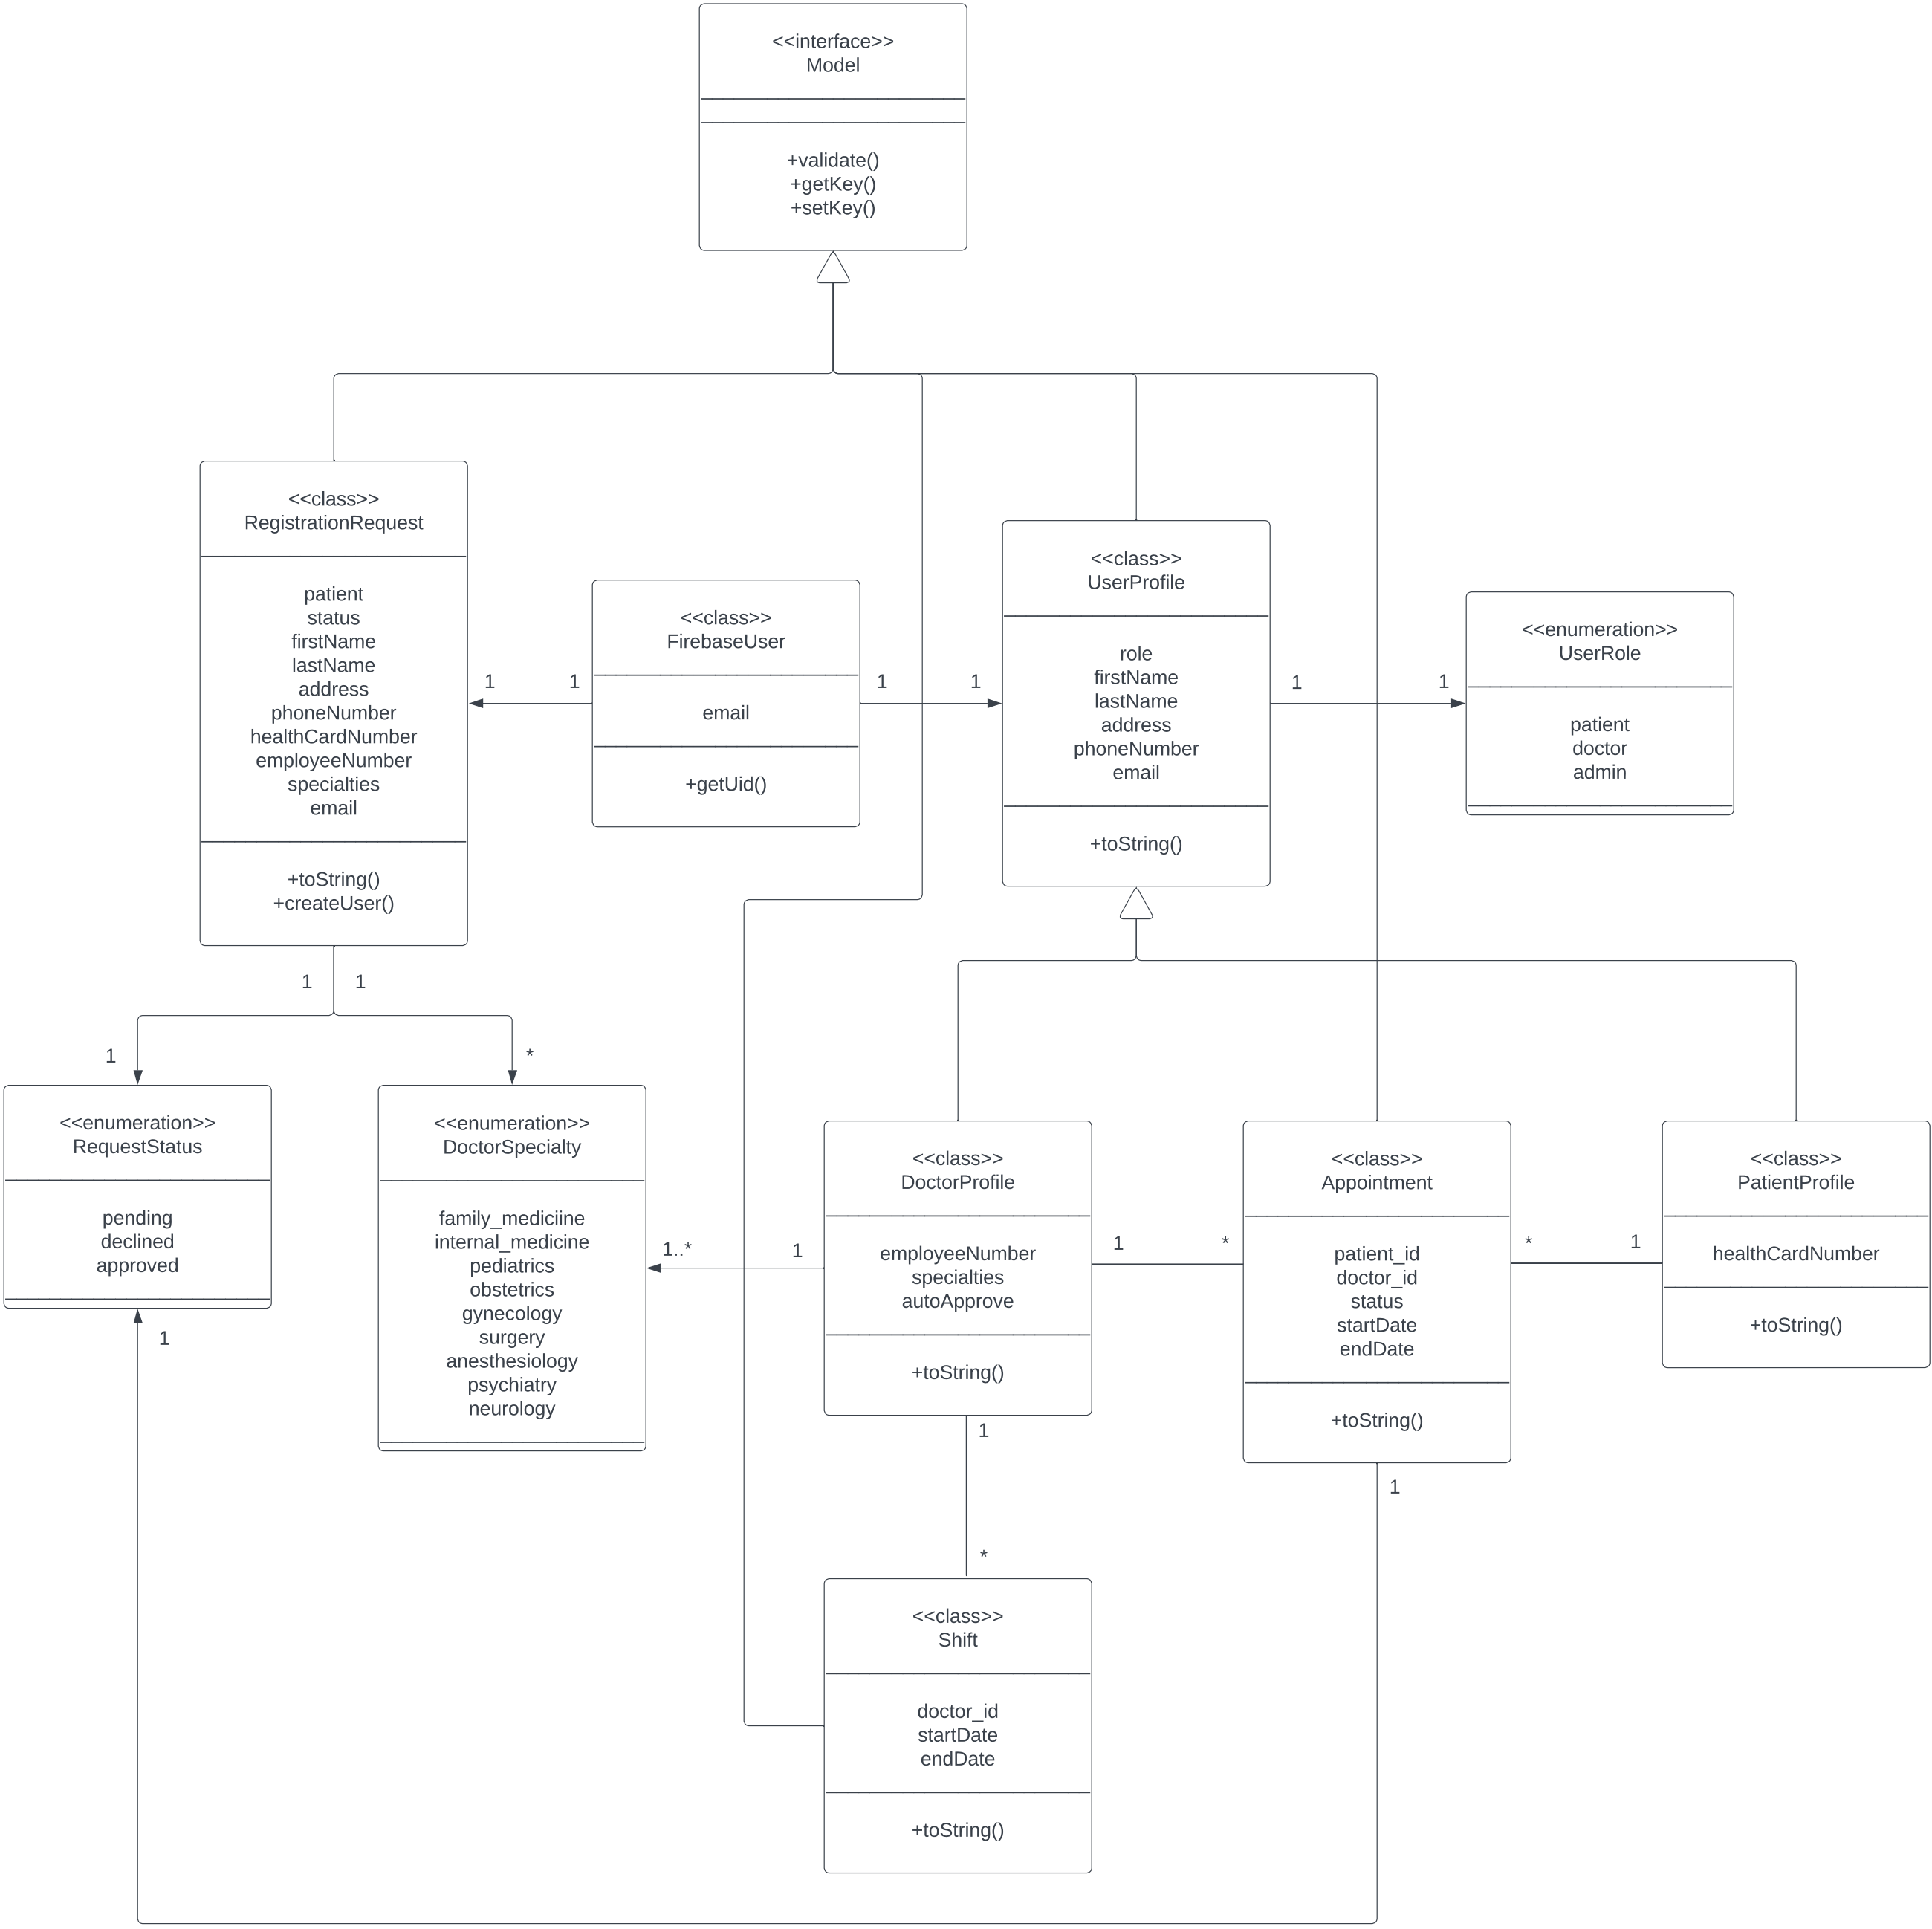 <<interface>>
Model
+validate()
+getKey()
+setKey()
<<class>>
RegistrationRequest
patient
status
firstName
lastName
address
phoneNumber
healthCardNumber
employeeNumber
specialties
email
+toString()
+createUser()
1
1
<<class>>
FirebaseUser
email
+getUid()
1
1
<<class>>
UserProfile
role
firstName
lastName
address
phoneNumber
email
+toString()
1
1
<<enumeration>>
UserRole
patient
doctor
admin
1
1
1
*
<<enumeration>>
RequestStatus
pending
declined
approved
1
<<enumeration>>
DoctorSpecialty
family_mediciine
internal_medicine
pediatrics
obstetrics
gynecology
surgery
anesthesiology
psychiatry
neurology
1..*
1
<<class>>
DoctorProfile
employeeNumber
specialties
autoApprove
+toString()
1
*
<<class>>
Appointment
patient_id
doctor_id
status
startDate
endDate
+toString()
*
1
<<class>>
PatientProfile
healthCardNumber
+toString()
1
1
*
<<class>>
Shift
doctor_id
startDate
endDate
+toString()